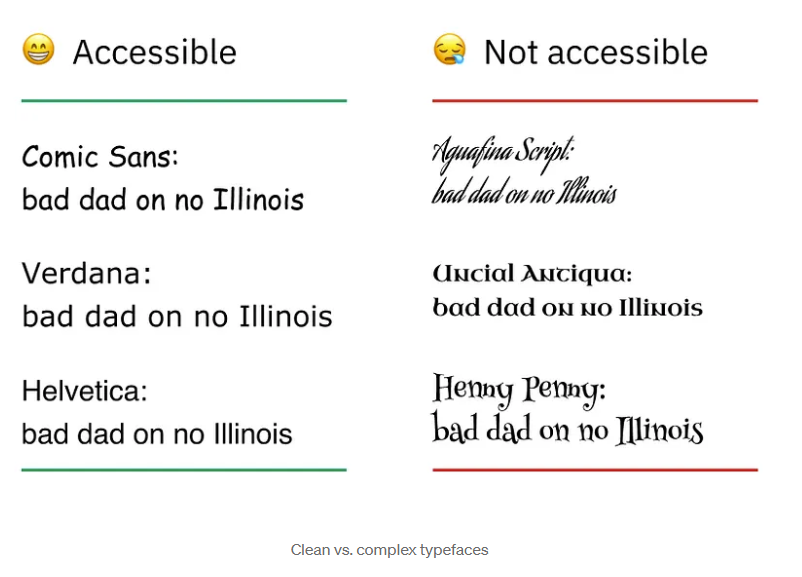 😁 Accessible
Comic Sans:
bad dad on no Illinois
Verdana:
bad dad on no Illinois
Helvetica:
bad dad on no Illinois
😪 Not accessible
Aguafina Script:
bad dad on no Illinois
Uncial Antiqua:
bad dad on no Illinois
Henny Penny:
bad dad on no Illinois
Clean vs. complex typefaces